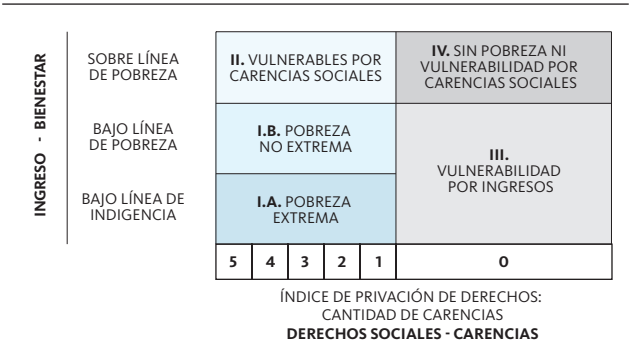 INGRESO - BIENESTAR
SOBRE LÍNEA
DE POBREZA
II. VULNERABLES POR
CARENCIAS SOCIALES
IV. SIN POBREZA NI
VULNERABILIDAD POR
CARENCIAS SOCIALES
BAJO LÍNEA
DE POBREZA
I.B. POBREZA
NO EXTREMA
III.
VULNERABILIDAD
POR INGRESOS
BAJO LÍNEA DE
INDIGENCIA
I.A. POBREZA
EXTREMA
5 4 3 2 1 0
ÍNDICE DE PRIVACIÓN DE DERECHOS:
CANTIDAD DE CARENCIAS
DERECHOS SOCIALES - CARENCIAS